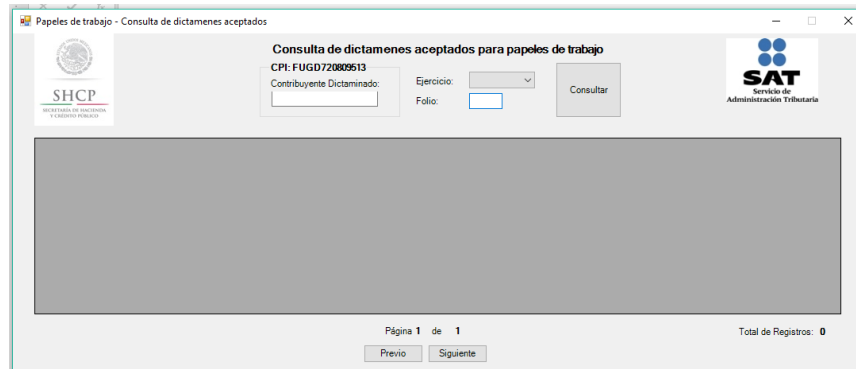 Papeles de trabajo - Consulta de dictamenes aceptados
Consulta de dictamenes aceptados para papeles de trabajo
SHCP
SECRETARÍA DE HACIENDA
Y CRÉDITO PÚBLICO
CPI: FUGD720809513
Contribuyente Dictaminado:
Ejercicio:
Folio:
Consultar
SAT
Servicio de
Administración Tributaria
Página 1 de 1
Total de Registros: 0
Previo
Siguiente